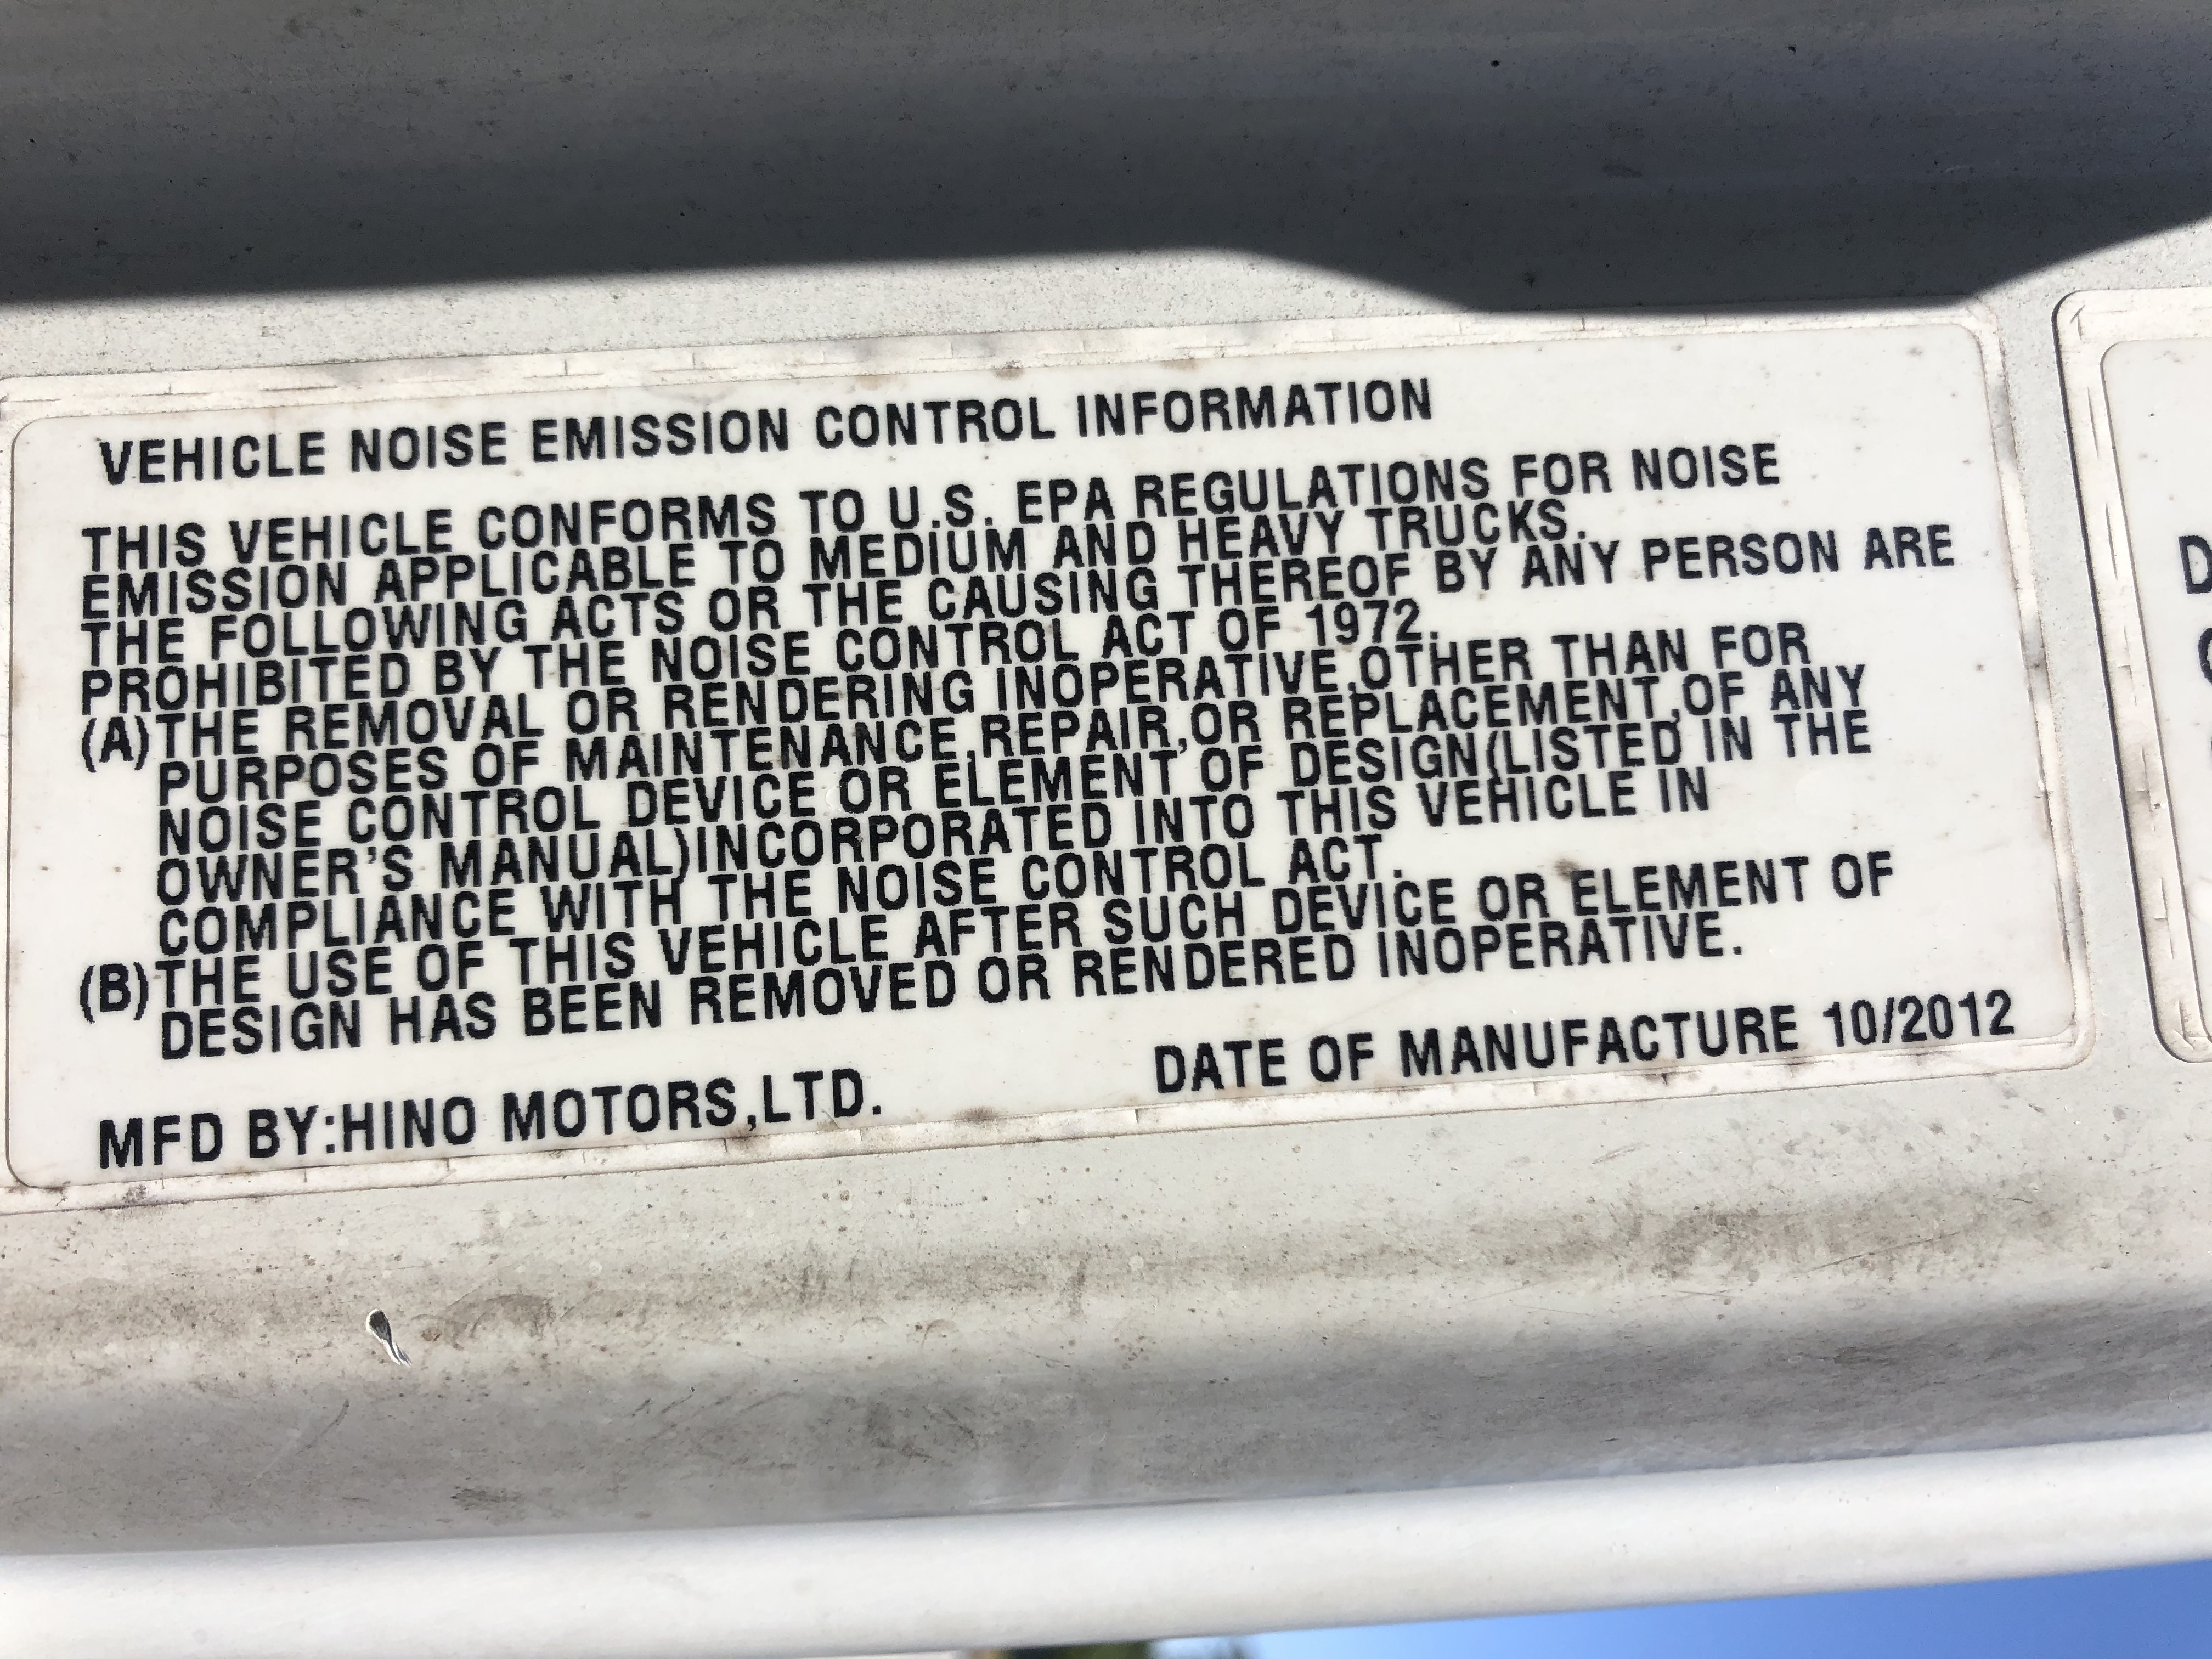 VEHICLE NOISE EMISSION CONTROL INFORMATION
THIS VEHICLE CONFORMS TO U.S. EPA REGULATIONS FOR NOISE
EMISSION APPLICABLE TO MEDIUM AND HEAVY TRUCKS.
THE FOLLOWING ACTS OR THE CAUSING THEREOF BY ANY PERSON ARE
PROHIBITED BY THE NOISE CONTROL ACT OF 1972.
(A)THE REMOVAL OR RENDERING INOPERATIVE,OTHER THAN FOR
PURPOSES OF MAINTENANCE,REPAIR,OR REPLACEMENT,OF ANY
NOISE CONTROL DEVICE OR ELEMENT OF DESIGN(LISTED IN THE
OWNER'S MANUAL)INCORPORATED INTO THIS VEHICLE IN
COMPLIANCE WITH THE NOISE CONTROL ACT.
(B)THE USE OF THIS VEHICLE AFTER SUCH DEVICE OR ELEMENT OF
DESIGN HAS BEEN REMOVED OR RENDERED INOPERATIVE.
MFD BY:HINO MOTORS,LTD. DATE OF MANUFACTURE 10/2012